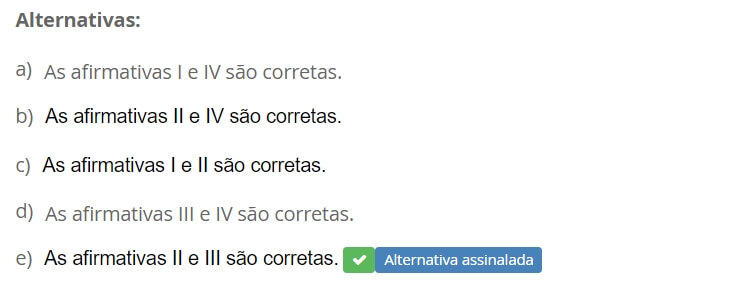 Alternativas:
a) As afirmativas I e IV são corretas.
b) As afirmativas II e IV são corretas.
c) As afirmativas I e II são corretas.
d) As afirmativas III e IV são corretas.
e) As afirmativas II e III são corretas. ✔ Alternativa assinalada